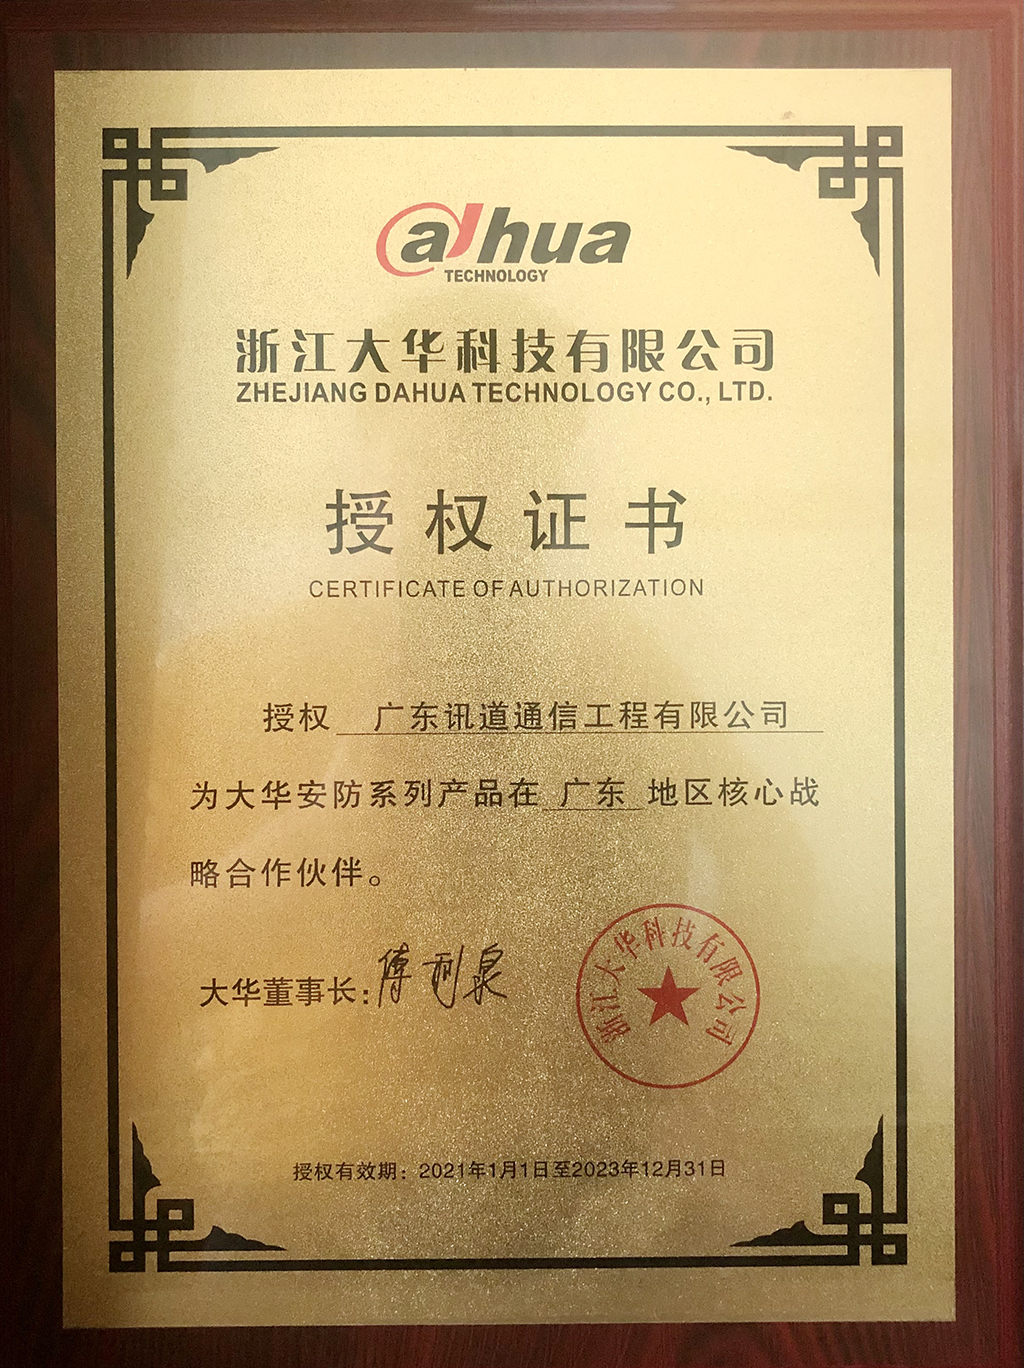 alhua
TECHNOLOGY
浙江大华科技有限公司
ZHEJIANG DAHUA TECHNOLOGY CO., LTD.
授权证书
CERTIFICATE OF AUTHORIZATION
授权 广东讯道通信工程有限公司
为大华安防系列产品在 广东 地区核心战
略合作伙伴。
大华董事长：傅利泉
浙江大华科技有限公司
授权有效期：2021年1月1日至2023年12月31日